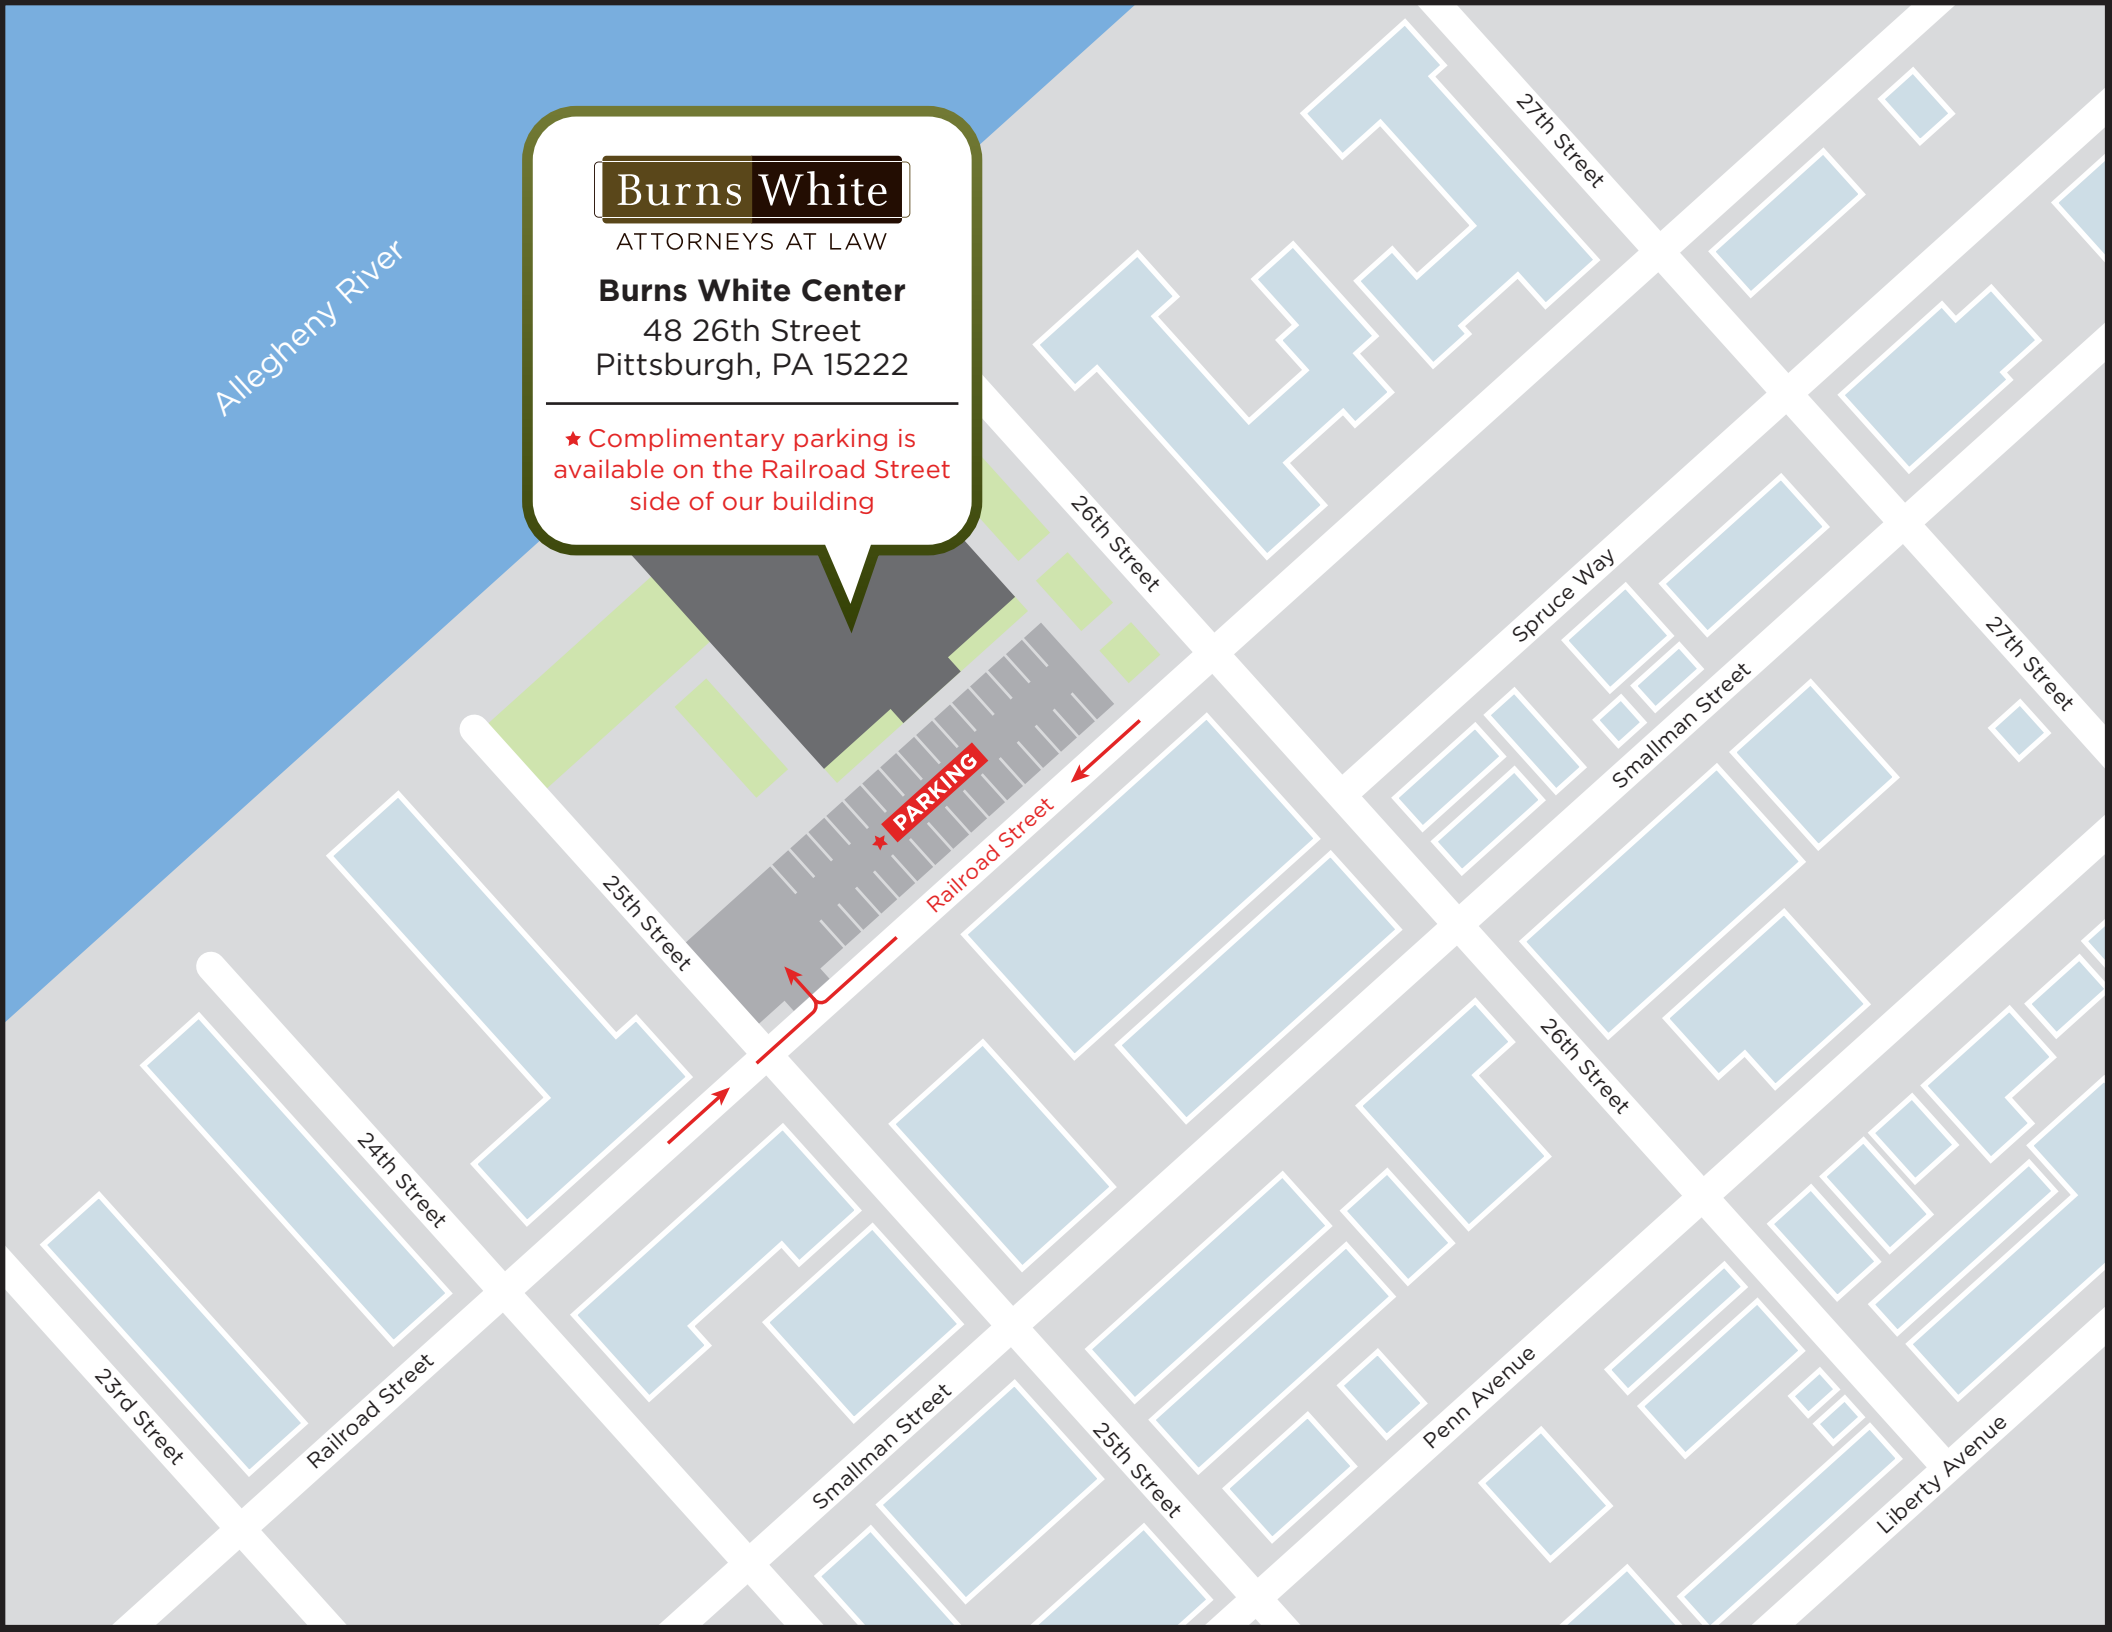 Allegheny River
Burns White
ATTORNEYS AT LAW
Burns White Center
48 26th Street
Pittsburgh, PA 15222
★ Complimentary parking is
available on the Railroad Street
side of our building
27th Street
26th Street
Spruce Way
27th Street
Smallman Street
PARKING
Railroad Street
25th Street
26th Street
24th Street
23rd Street
Railroad Street
Smallman Street
25th Street
Penn Avenue
Liberty Avenue